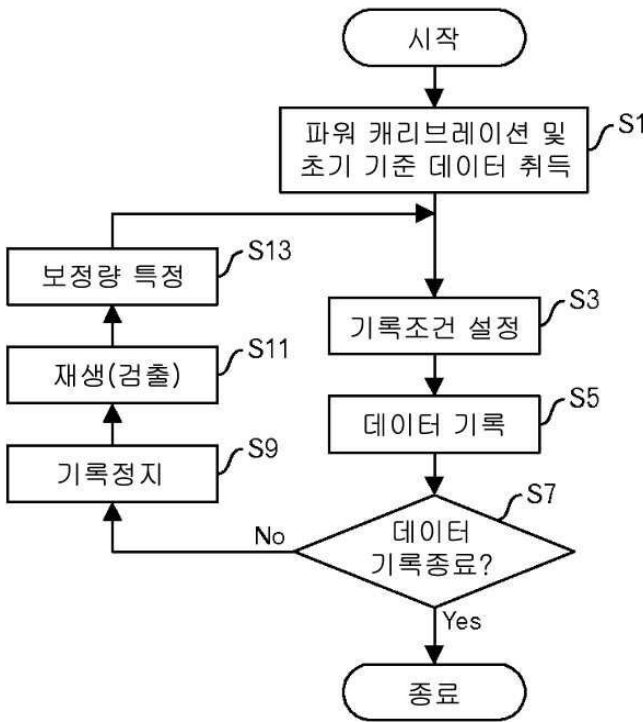 시작
파워 캐리브레이션 및
초기 기준 데이터 취득
S1
보정량 특정
S13
기록조건 설정
S3
재생(검출)
S11
데이터 기록
S5
기록정지
S9
데이터
기록종료?
S7
No
Yes
종료